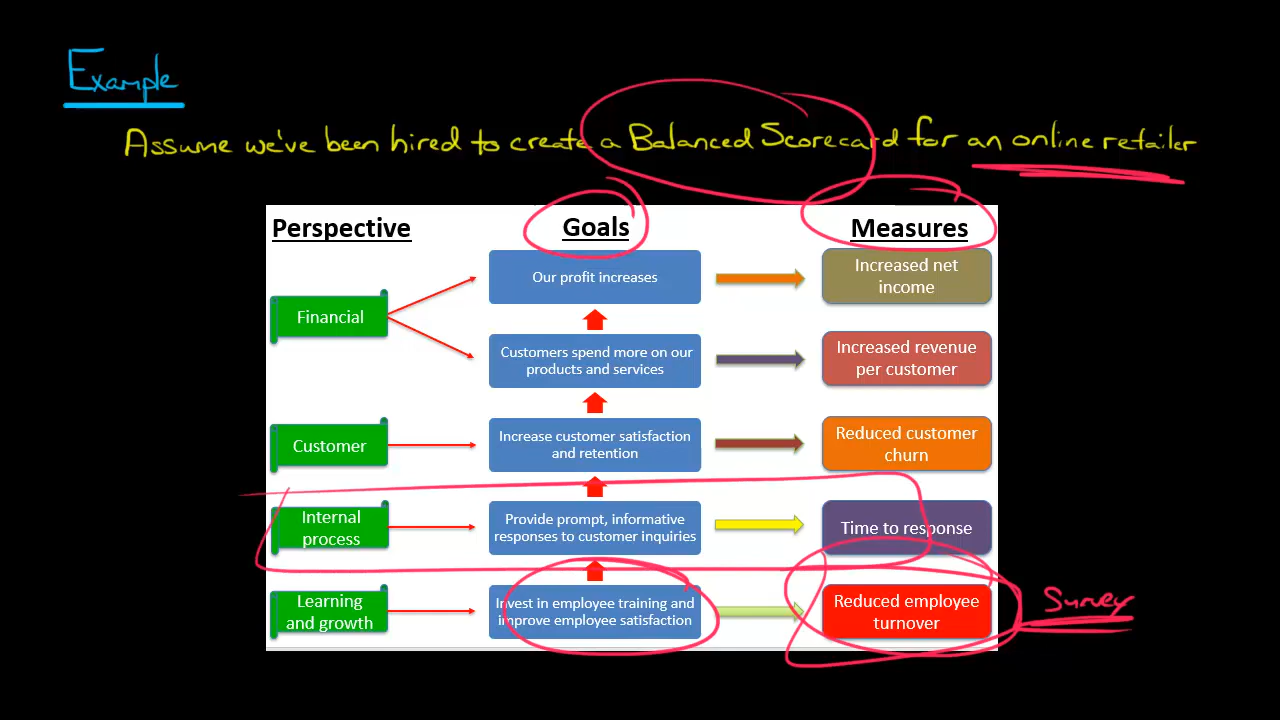 Example
Assume we've been hired to create a Balanced Scorecard for an online retailer
Perspective
Goals
Measures
Financial
Our profit increases
Increased net
income
Customers spend more on our
products and services
Increased revenue
per customer
Customer
Increase customer satisfaction
and retention
Reduced customer
churn
Internal
process
Provide prompt, informative
responses to customer inquiries
Time to response
Learning
and growth
Invest in employee training and
improve employee satisfaction
Reduced employee
turnover
Survey